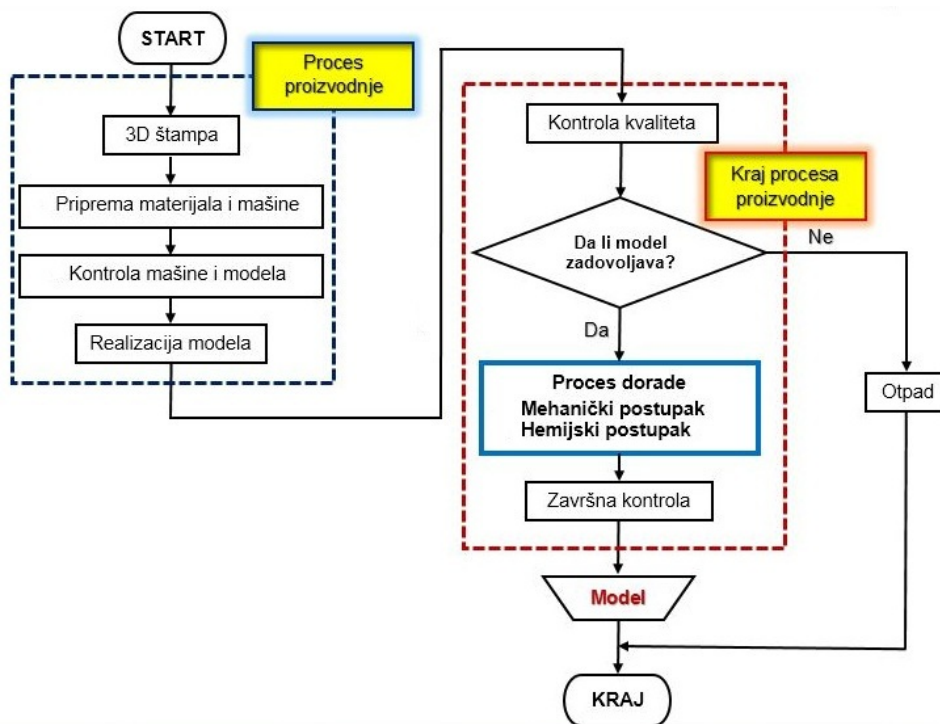 START
Proces
proizvodnje
3D štampa
Priprema materijala i mašine
Kontrola mašine i modela
Realizacija modela
Kontrola kvaliteta
Kraj procesa
proizvodnje
Da li model
zadovoljava?
Ne
Da
Proces dorade
Mehanički postupak
Hemijski postupak
Otpad
Završna kontrola
Model
KRAJ